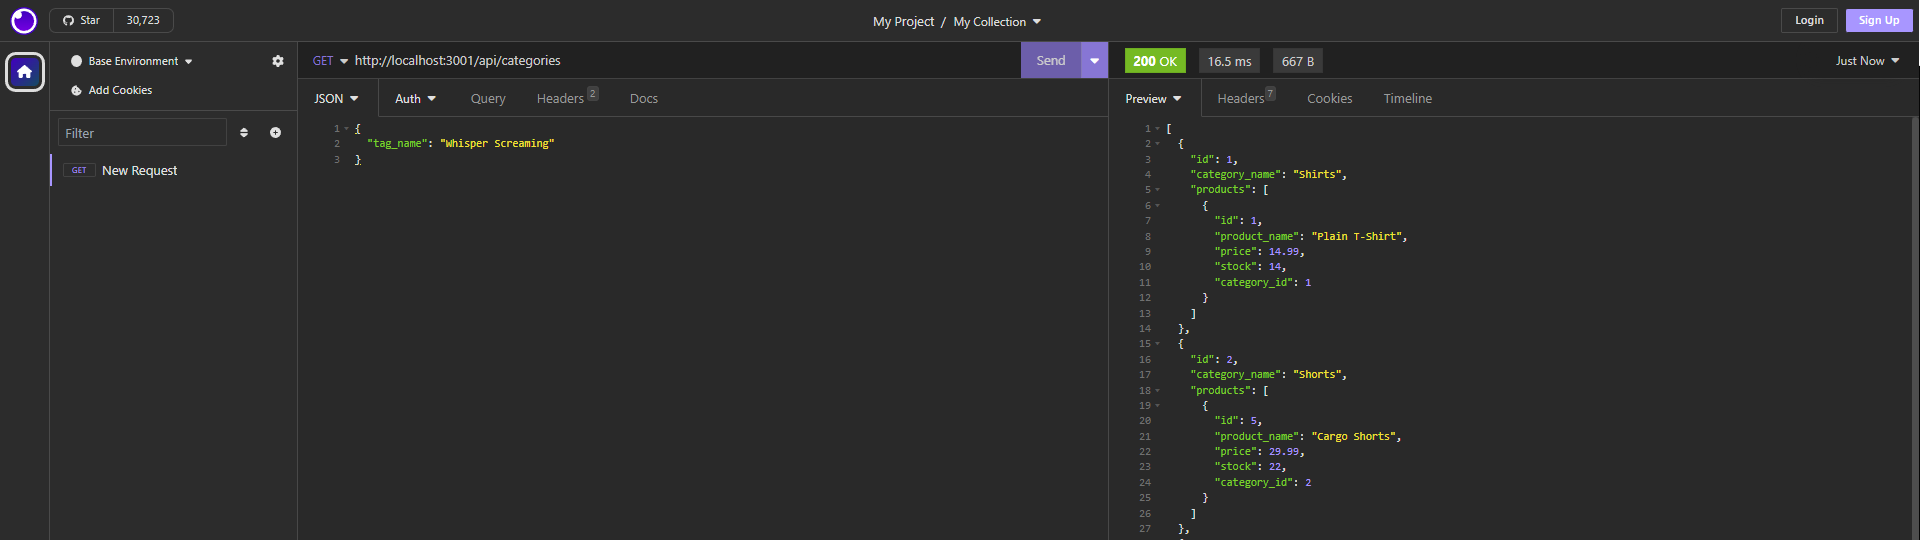 Star 30,723 My Project / My Collection Login Sign Up
Base Environment
Add Cookies
Filter
GET New Request
GET http://localhost:3001/api/categories Send
JSON Auth Query Headers 2 Docs
1 {
2 "tag_name": "Whisper Screaming"
3 }
200 OK 16.5 ms 667 B Just Now
Preview Headers 7 Cookies Timeline
1 [
2 {
3 "id": 1,
4 "category_name": "Shirts",
5 "products": [
6 {
7 "id": 1,
8 "product_name": "Plain T-Shirt",
9 "price": 14.99,
10 "stock": 14,
11 "category_id": 1
12 }
13 ]
14 },
15 {
16 "id": 2,
17 "category_name": "Shorts",
18 "products": [
19 {
20 "id": 5,
21 "product_name": "Cargo Shorts",
22 "price": 29.99,
23 "stock": 22,
24 "category_id": 2
25 }
26 ]
27 },